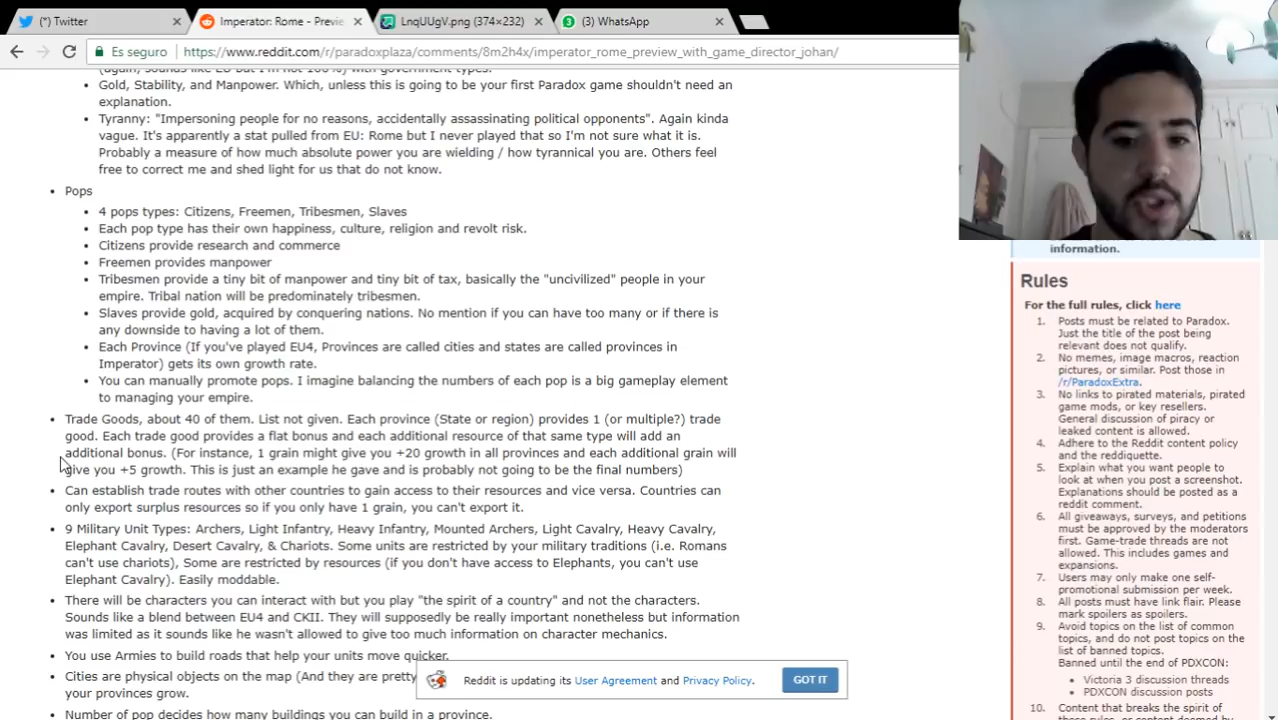 (*) Twitter
Imperator: Rome - Previe
LnqUUgV.png (374×232)
(3) WhatsApp
Es seguro
https://www.reddit.com/r/paradoxplaza/comments/8m2h4x/imperator_rome_preview_with_game_director_johan/
(again, Sounds like EU but I'm not 100%) with government types.
Gold, Stability, and Manpower. Which, unless this is going to be your first Paradox game shouldn't need an
explanation.
Tyranny: "Impersoning people for no reasons, accidentally assassinating political opponents". Again kinda
vague. It's apparently a stat pulled from EU: Rome but I never played that so I'm not sure what it is.
Probably a measure of how much absolute power you are wielding / how tyrannical you are. Others feel
free to correct me and shed light for us that do not know.
Pops
4 pops types: Citizens, Freemen, Tribesmen, Slaves
Each pop type has their own happiness, culture, religion and revolt risk.
Citizens provide research and commerce
Freemen provides manpower
Tribesmen provide a tiny bit of manpower and tiny bit of tax, basically the "uncivilized" people in your
empire. Tribal nation will be predominately tribesmen.
Slaves provide gold, acquired by conquering nations. No mention if you can have too many or if there is
any downside to having a lot of them.
Each Province (If you've played EU4, Provinces are called cities and states are called provinces in
Imperator) gets its own growth rate.
You can manually promote pops. I imagine balancing the numbers of each pop is a big gameplay element
to managing your empire.
Trade Goods, about 40 of them. List not given. Each province (State or region) provides 1 (or multiple?) trade
good. Each trade good provides a flat bonus and each additional resource of that same type will add an
additional bonus. (For instance, 1 grain might give you +20 growth in all provinces and each additional grain will
give you +5 growth. This is just an example he gave and is probably not going to be the final numbers)
Can establish trade routes with other countries to gain access to their resources and vice versa. Countries can
only export surplus resources so if you only have 1 grain, you can't export it.
9 Military Unit Types: Archers, Light Infantry, Heavy Infantry, Mounted Archers, Light Cavalry, Heavy Cavalry,
Elephant Cavalry, Desert Cavalry, & Chariots. Some units are restricted by your military traditions (i.e. Romans
can't use chariots), Some are restricted by resources (if you don't have access to Elephants, you can't use
Elephant Cavalry). Easily moddable.
There will be characters you can interact with but you play "the spirit of a country" and not the characters.
Sounds like a blend between EU4 and CKII. They will supposedly be really important nonetheless but information
was limited as it sounds like he wasn't allowed to give too much information on character mechanics.
You use Armies to build roads that help your units move quicker.
Cities are physical objects on the map (And they are pretty
your provinces grow.
Number of pop decides how many buildings you can build in a province.
Reddit is updating its User Agreement and Privacy Policy.
GOT IT
information.
Rules
For the full rules, click here
1. Posts must be related to Paradox.
Just the title of the post being
relevant does not qualify.
2. No memes, image macros, reaction
pictures, or similar. Post those in
/r/ParadoxExtra.
3. No links to pirated materials, pirated
game mods, or key resellers.
General discussion of piracy or
leaked content is allowed.
4. Adhere to the Reddit content policy
and the reddiquette.
5. Explain what you want people to
look at when you post a screenshot.
Explanations should be posted as a
reddit comment.
6. All giveaways, surveys, and petitions
must be approved by the moderators
first. Game-trade threads are not
allowed. This includes games and
expansions.
7. Users may only make one self-
promotional submission per week.
8. All posts must have link flair. Please
mark spoilers as spoilers.
9. Avoid topics on the list of common
topics, and do not post topics on the
list of banned topics.
Banned until the end of PDXCON:
Victoria 3 discussion threads
PDXCON discussion posts
10. Content that breaks the spirit of